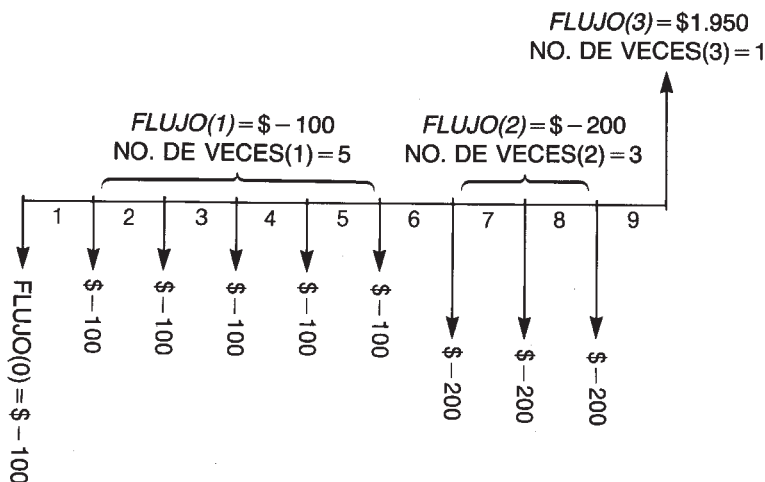 FLUJO(3)=$1.950
NO. DE VECES(3)=1
FLUJO(1)=$−100
NO. DE VECES(1)=5
FLUJO(2)=$−200
NO. DE VECES(2)=3
1 2 3 4 5 6 7 8 9
FLUJO(0)=$−100
$−100
$−100
$−100
$−100
$−100
$−200
$−200
$−200